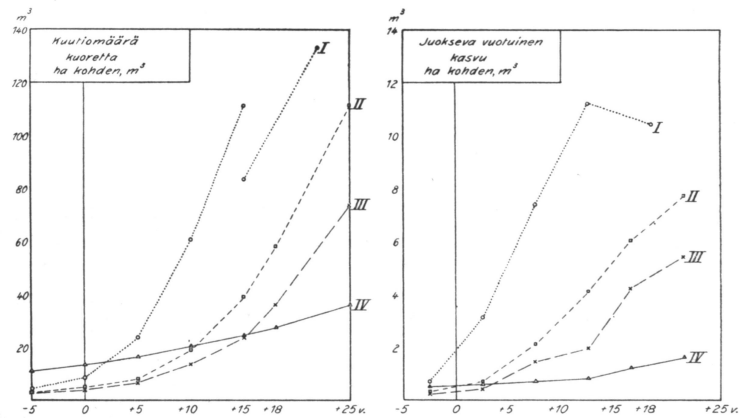 m³
140
120
100
80
60
40
20
-5 0 +5 +10 +15 +18 +25 v.
Kuutiomäärä
kuoretta
ha kohden, m³
I
II
III
IV
m³
14
12
10
8
6
4
2
-5 0 +5 +10 +15 +18 +25 v.
Juokseva vuotuinen
kasvu
ha kohden, m³
I
II
III
IV